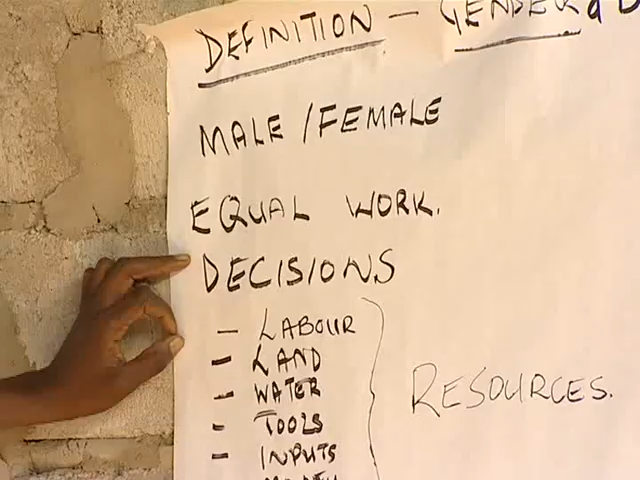 DEFINITION – GENDER & D
MALE / FEMALE
EQUAL WORK.
DECISIONS
– LABOUR
– LAND
– WATER
– TOOLS
– INPUTS
RESOURCES.